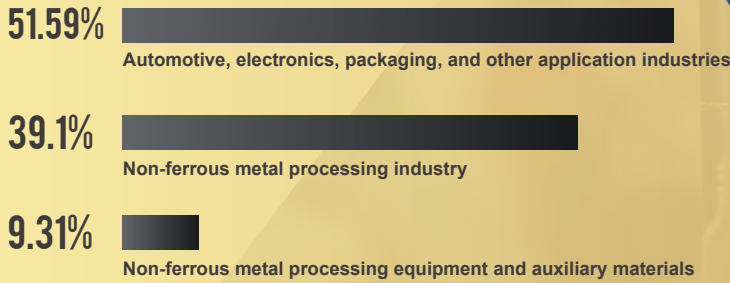 51.59%
Automotive, electronics, packaging, and other application industries
39.1%
Non-ferrous metal processing industry
9.31%
Non-ferrous metal processing equipment and auxiliary materials